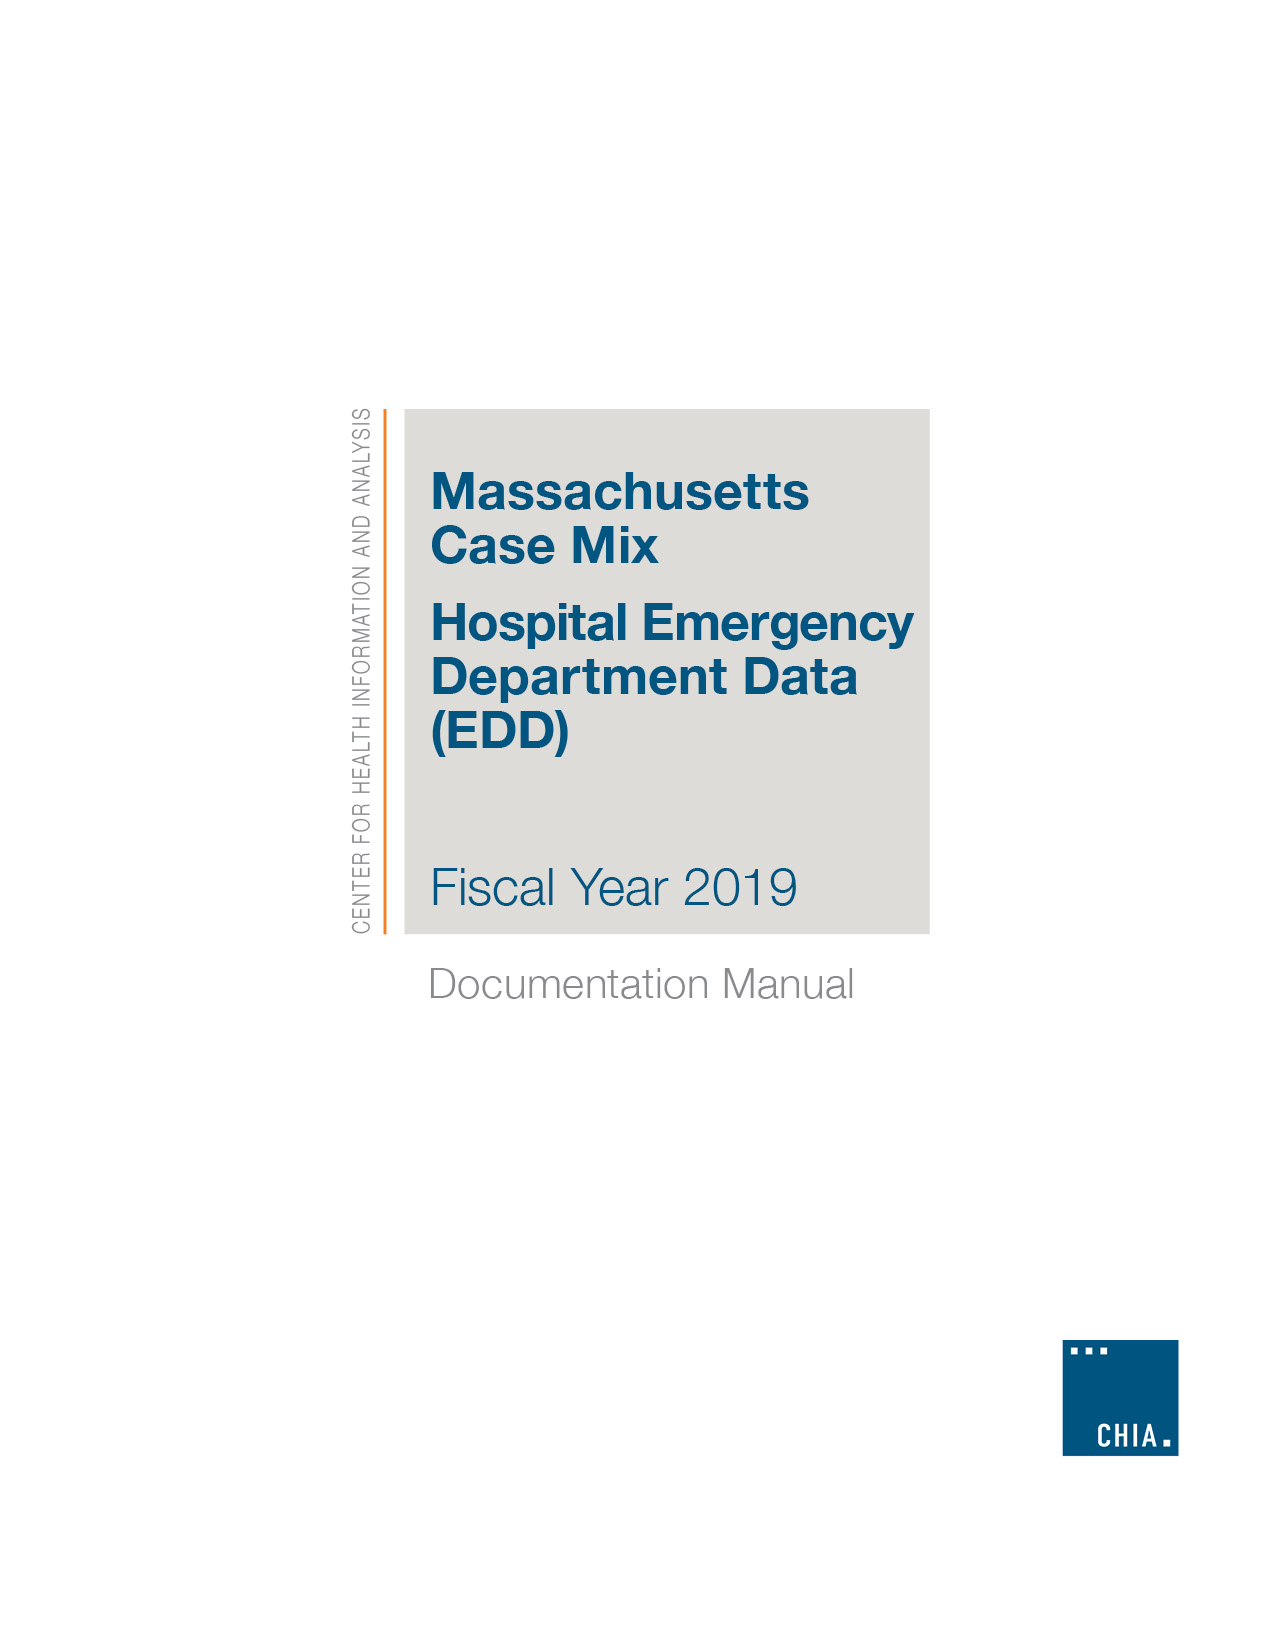 CENTER FOR HEALTH INFORMATION AND ANALYSIS
Massachusetts
Case Mix
Hospital Emergency
Department Data
(EDD)
Fiscal Year 2019
Documentation Manual
CHIA.